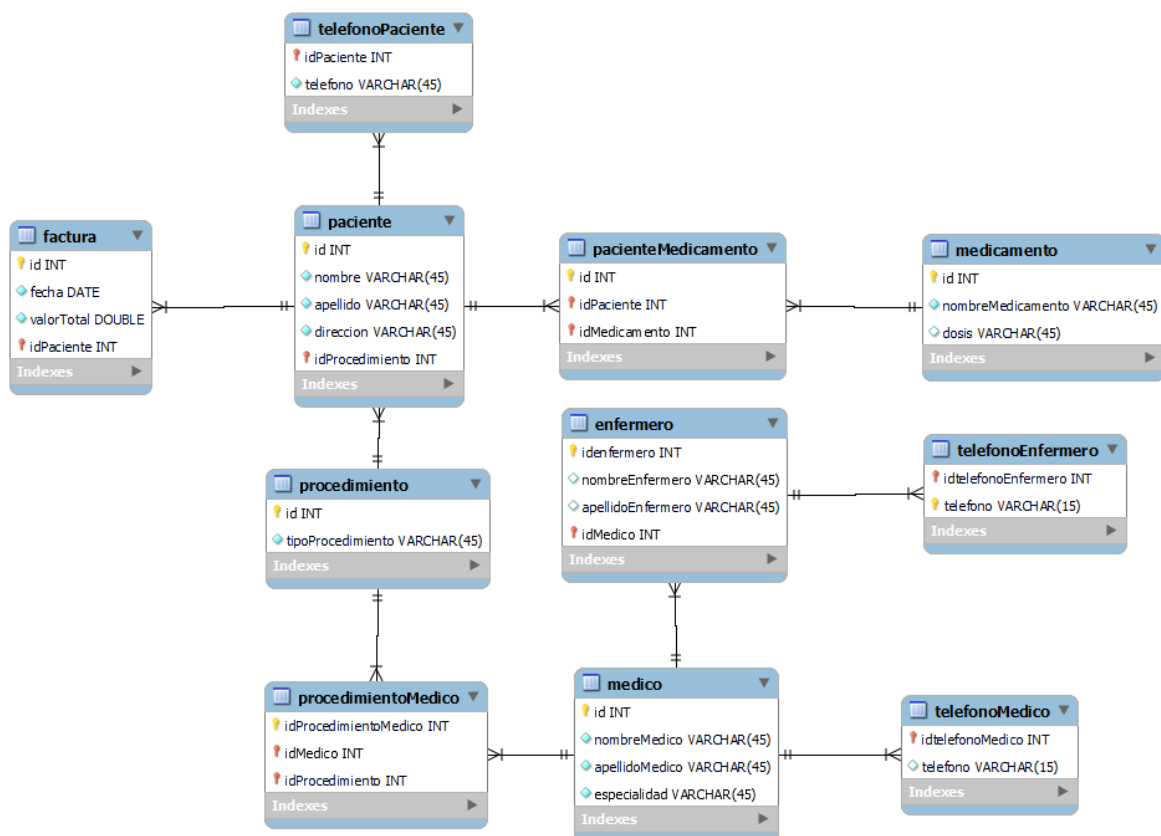 telefonoPaciente
idPaciente INT
telefono VARCHAR(45)
Indexes
factura
id INT
fecha DATE
valorTotal DOUBLE
idPaciente INT
Indexes
paciente
id INT
nombre VARCHAR(45)
apellido VARCHAR(45)
direccion VARCHAR(45)
idProcedimiento INT
Indexes
pacienteMedicamento
id INT
idPaciente INT
idMedicamento INT
Indexes
medicamento
id INT
nombreMedicamento VARCHAR(45)
dosis VARCHAR(45)
Indexes
procedimiento
id INT
tipoProcedimiento VARCHAR(45)
Indexes
enfermero
idenfermero INT
nombreEnfermero VARCHAR(45)
apellidoEnfermero VARCHAR(45)
idMedico INT
Indexes
telefonoEnfermero
idtelefonoEnfermero INT
telefono VARCHAR(15)
Indexes
procedimientoMedico
idProcedimientoMedico INT
idMedico INT
idProcedimiento INT
Indexes
medico
id INT
nombreMedico VARCHAR(45)
apellidoMedico VARCHAR(45)
especialidad VARCHAR(45)
Indexes
telefonoMedico
idtelefonoMedico INT
telefono VARCHAR(15)
Indexes